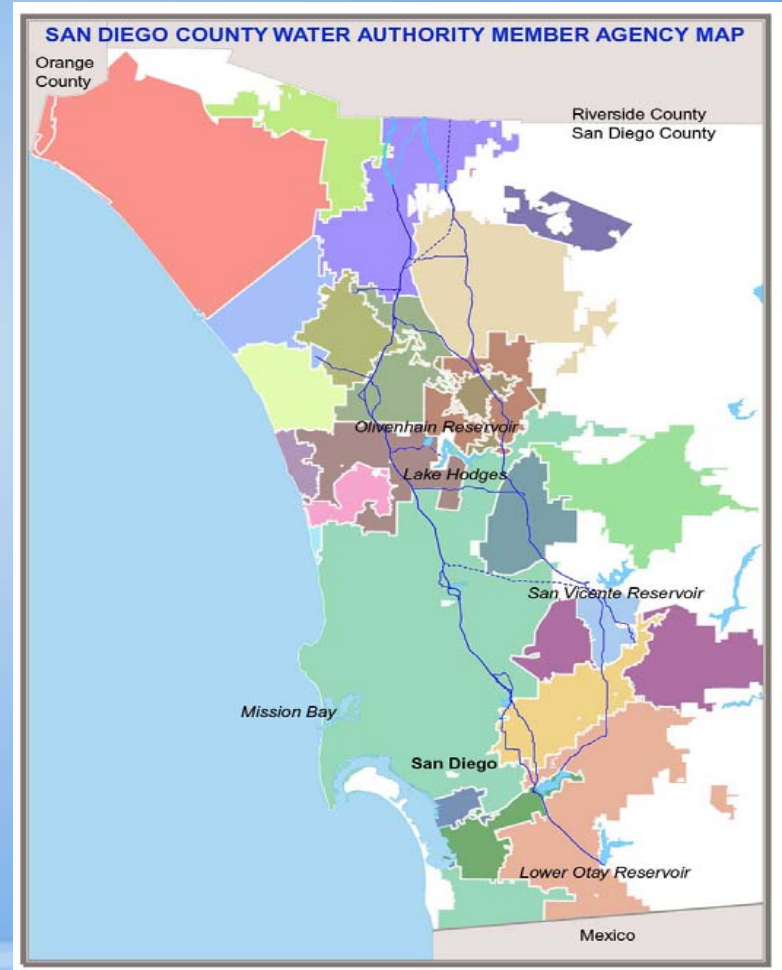 SAN DIEGO COUNTY WATER AUTHORITY MEMBER AGENCY MAP
Orange
County
Riverside County
San Diego County
Olivenhain Reservoir
Lake Hodges
San Vicente Reservoir
Mission Bay
San Diego
Lower Otay Reservoir
Mexico